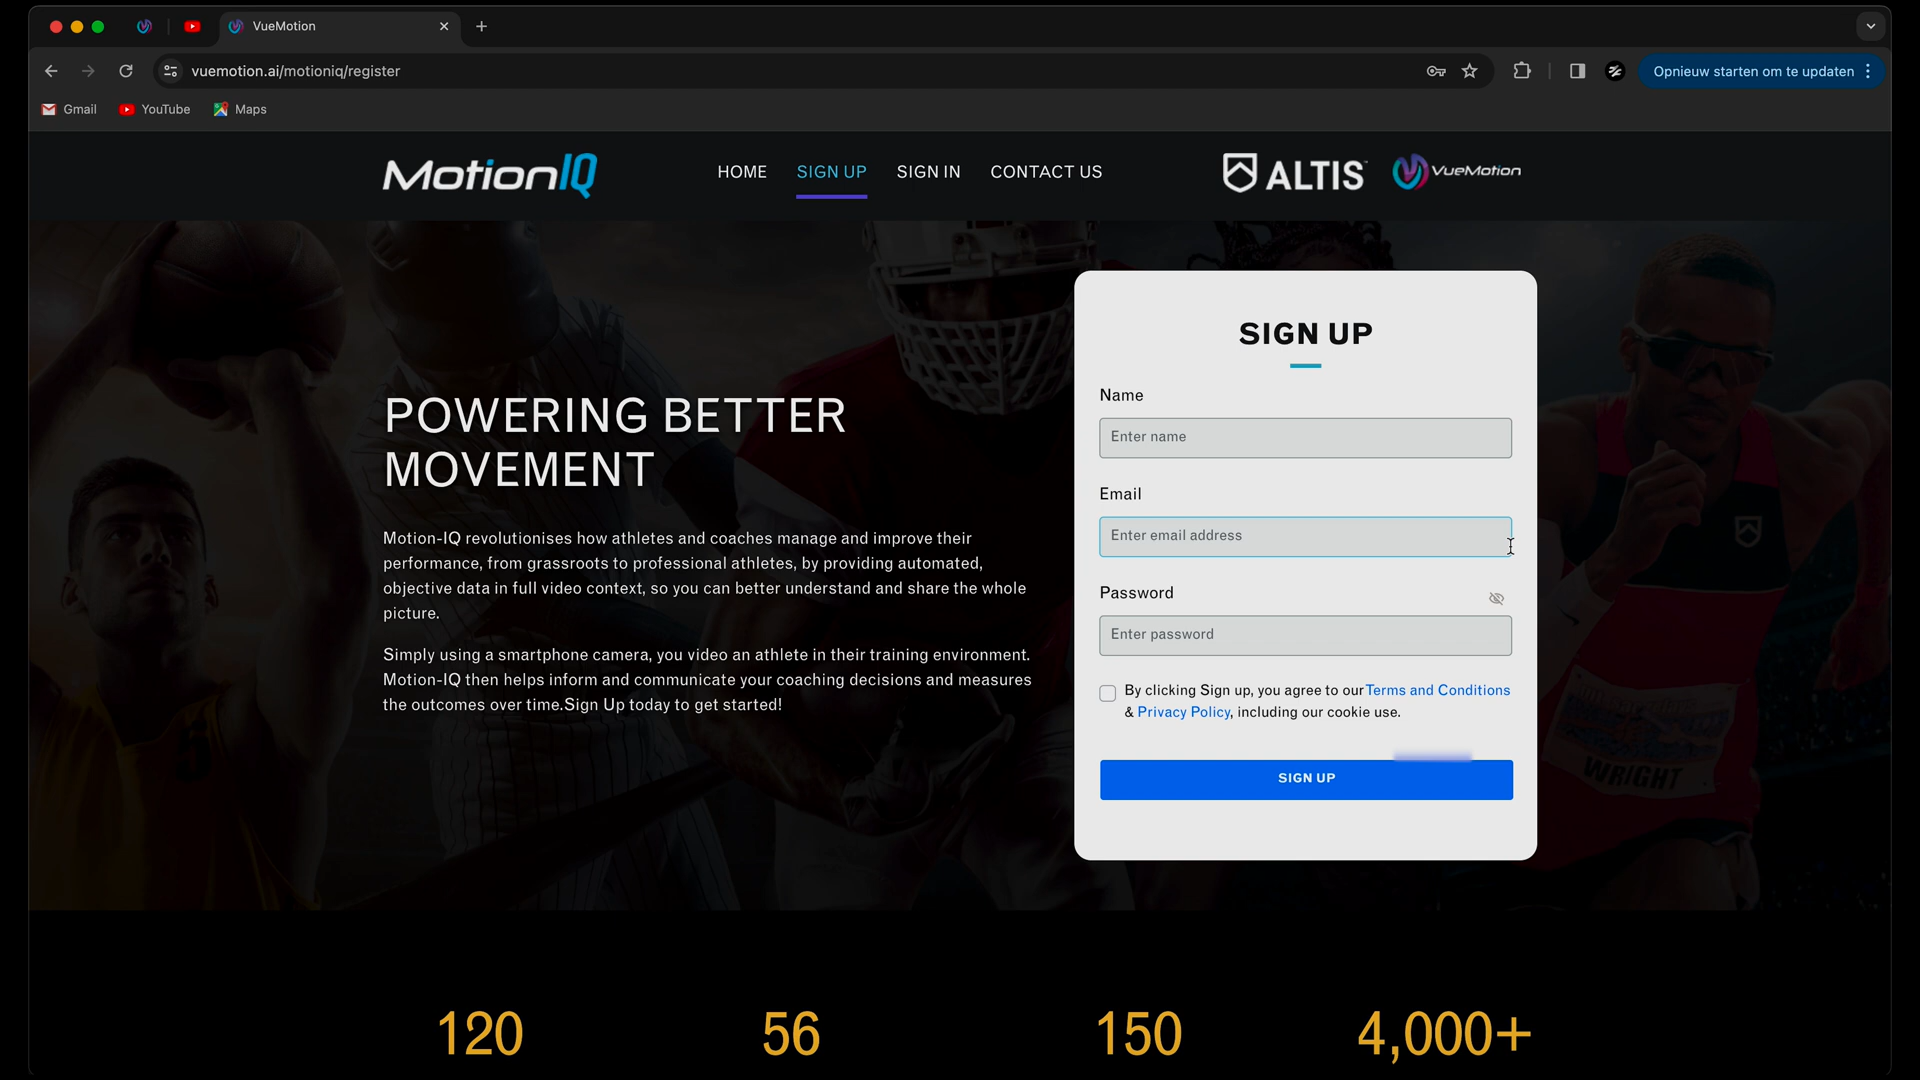 VueMotion
vuemotion.ai/motioniq/register
Opnieuw starten om te updaten
Gmail
YouTube
Maps
MotionIQ
HOME
SIGN UP
SIGN IN
CONTACT US
ALTIS
VueMotion
POWERING BETTER
MOVEMENT
Motion-IQ revolutionises how athletes and coaches manage and improve their
performance, from grassroots to professional athletes, by providing automated,
objective data in full video context, so you can better understand and share the whole
picture.
Simply using a smartphone camera, you video an athlete in their training environment.
Motion-IQ then helps inform and communicate your coaching decisions and measures
the outcomes over time.Sign Up today to get started!
SIGN UP
Name
Enter name
Email
Enter email address
Password
Enter password
By clicking Sign up, you agree to our Terms and Conditions
& Privacy Policy, including our cookie use.
SIGN UP
WRIGHT
120
56
150
4,000+